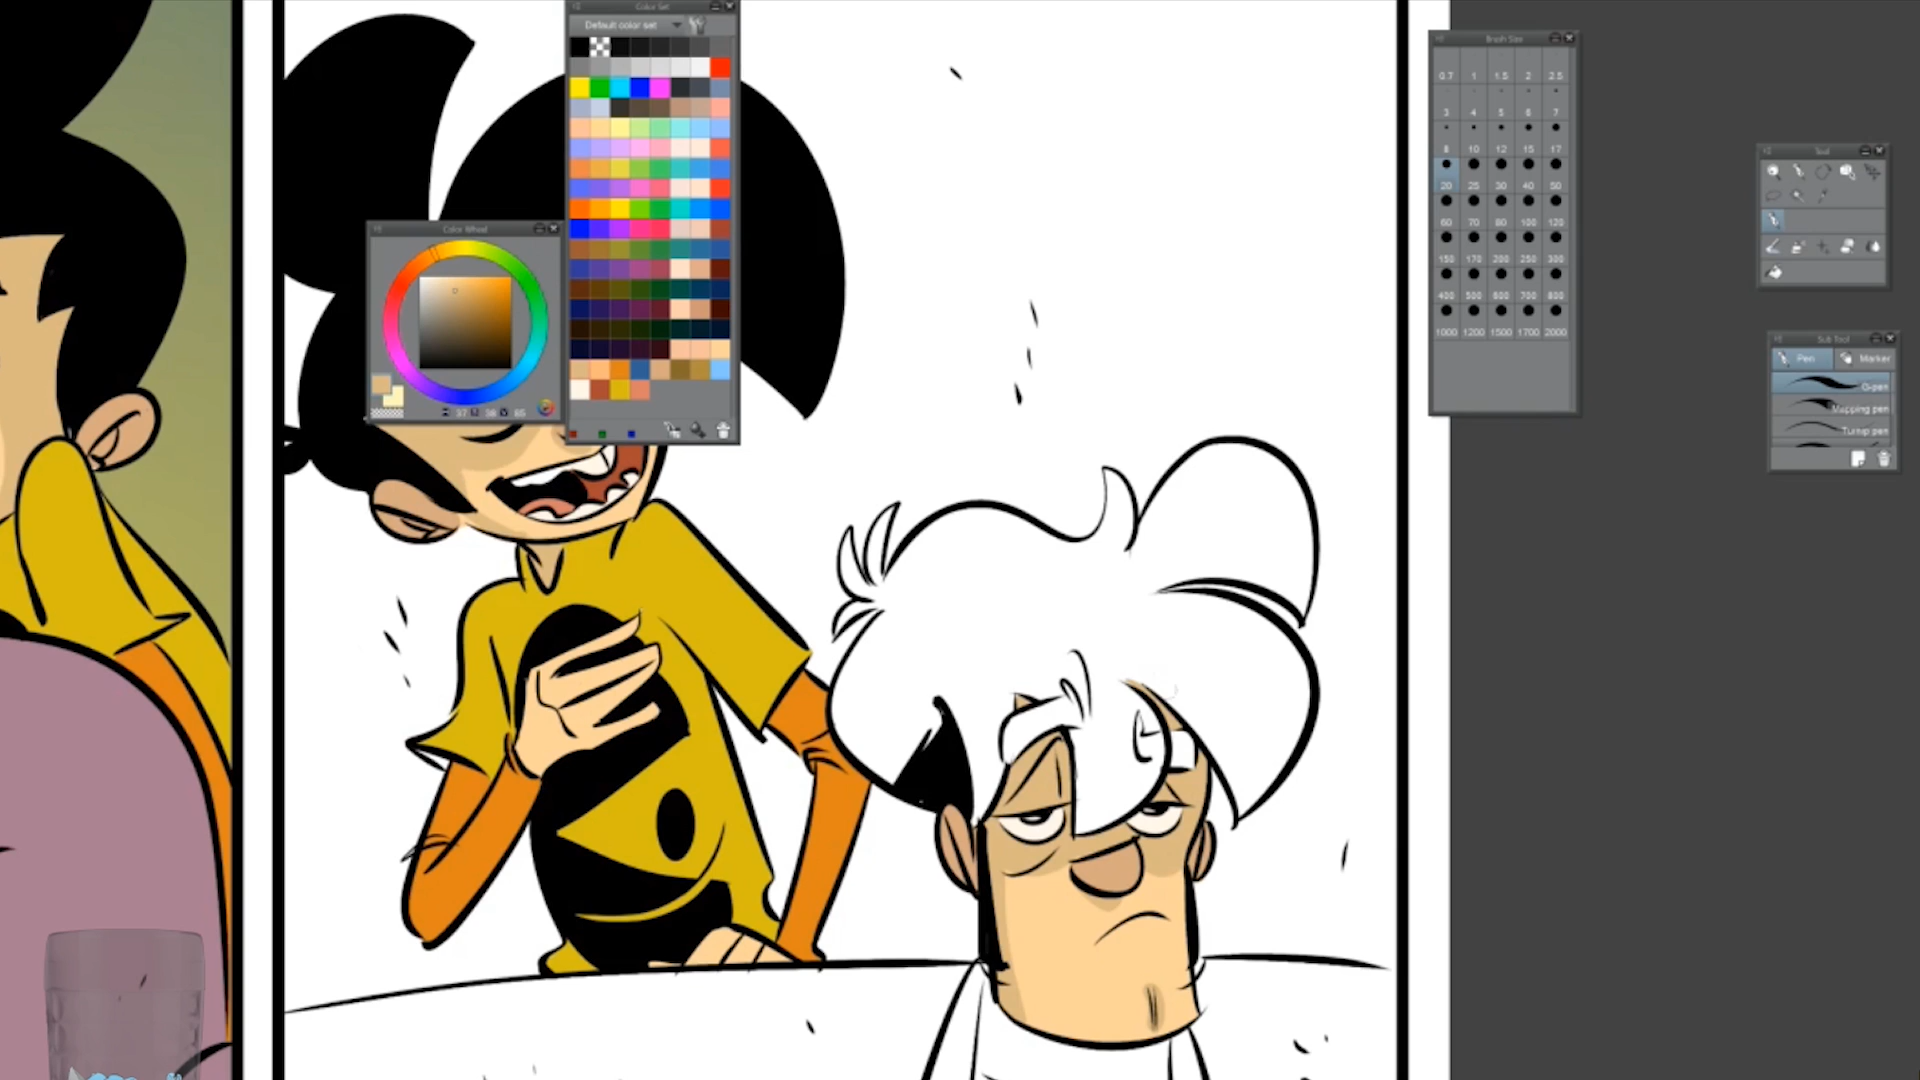 Color Set
Default color set
Color Wheel
37 38 85
Brush Size
0.7 1 1.5 2 2.5
3 4 5 6 7
8 10 12 15 17
20 25 30 40 50
60 70 80 100 120
150 170 200 250 300
400 500 600 700 800
1000 1200 1500 1700 2000
Tool
Sub Tool
Pen Marker
G-pen
Mapping pen
Turnip pen